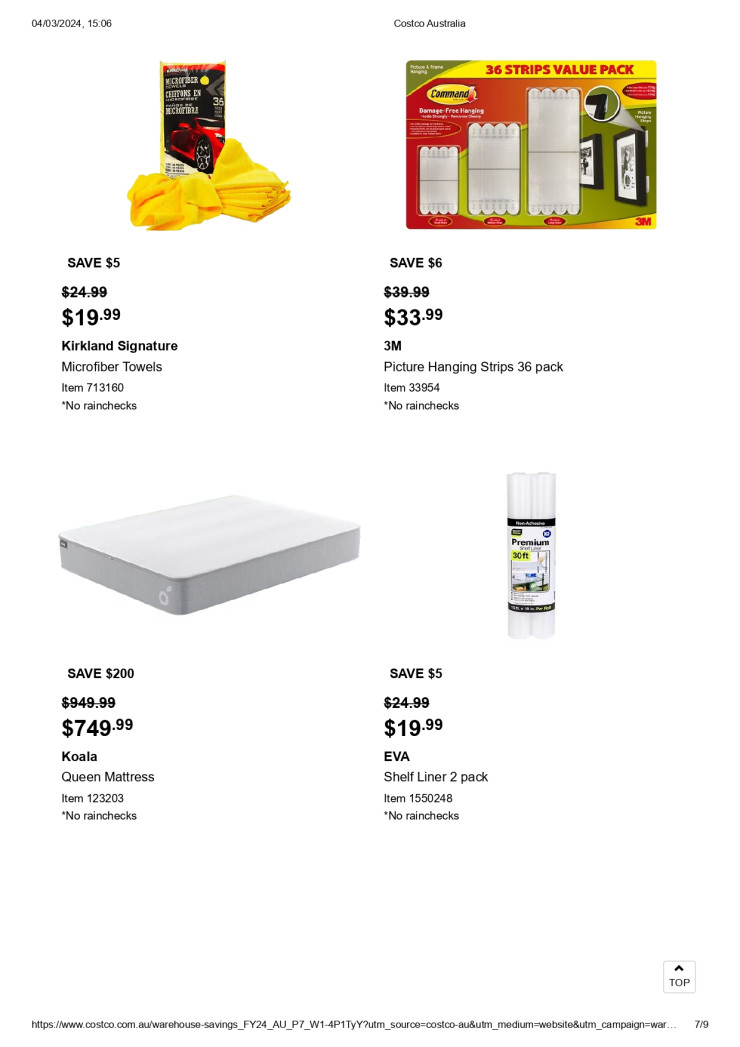 04/03/2024, 15:06
Costco Australia
MICROFIBER
TOWELS
CHIFFONS EN
MICROFIBRE
MICROFIBRA
36
Picture & Frame
Hanging
36 STRIPS VALUE PACK
Command
Damage-Free Hanging
Picture
Hanging
Strips
3M
SAVE $5
$24.99
$19.99
Kirkland Signature
Microfiber Towels
Item 713160
*No rainchecks
SAVE $6
$39.99
$33.99
3M
Picture Hanging Strips 36 pack
Item 33954
*No rainchecks
Non-Adhesive
Premium
Shelf Liner
30ft
SAVE $200
$949.99
$749.99
Koala
Queen Mattress
Item 123203
*No rainchecks
SAVE $5
$24.99
$19.99
EVA
Shelf Liner 2 pack
Item 1550248
*No rainchecks
TOP
https://www.costco.com.au/warehouse-savings_FY24_AU_P7_W1-4P1TyY?utm_source=costco-au&utm_medium=website&utm_campaign=war…
7/9